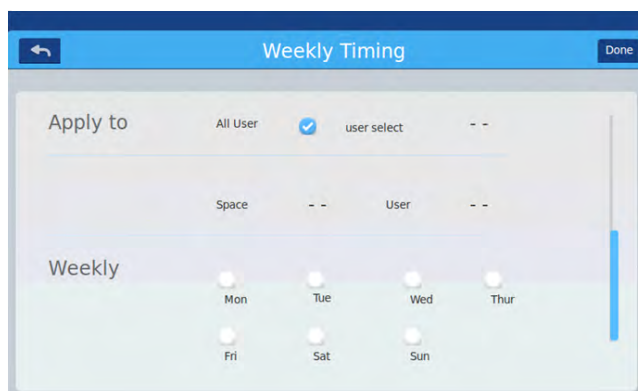 Weekly Timing
Done
Apply to
All User
user select
- -
Space
- -
User
- -
Weekly
Mon
Tue
Wed
Thur
Fri
Sat
Sun